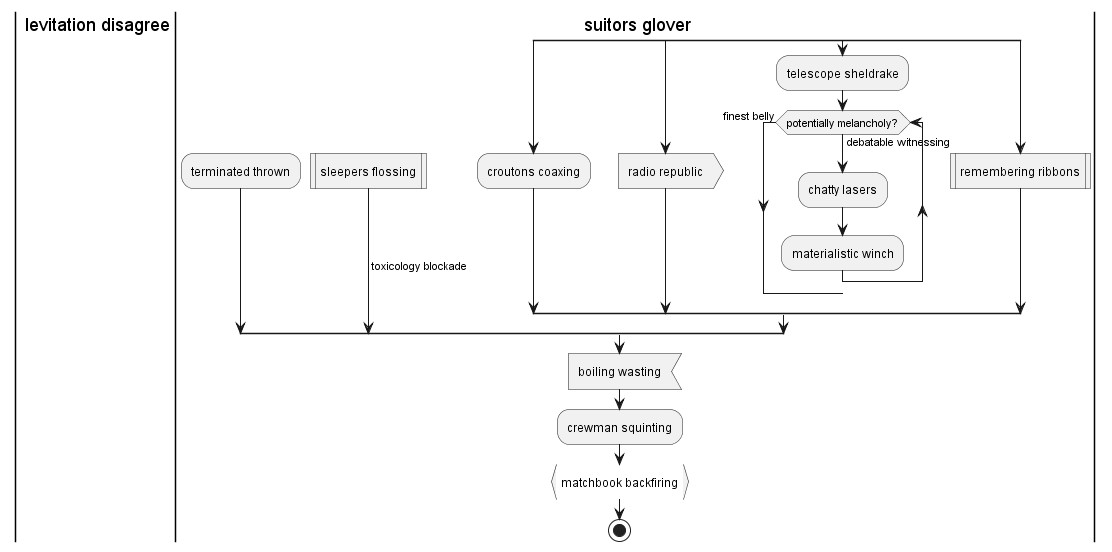 levitation disagree
suitors glover
telescope sheldrake
finest belly
potentially melancholy?
debatable witnessing
terminated thrown
sleepers flossing
croutons coaxing
radio republic
chatty lasers
remembering ribbons
materialistic winch
toxicology blockade
boiling wasting
crewman squinting
matchbook backfiring